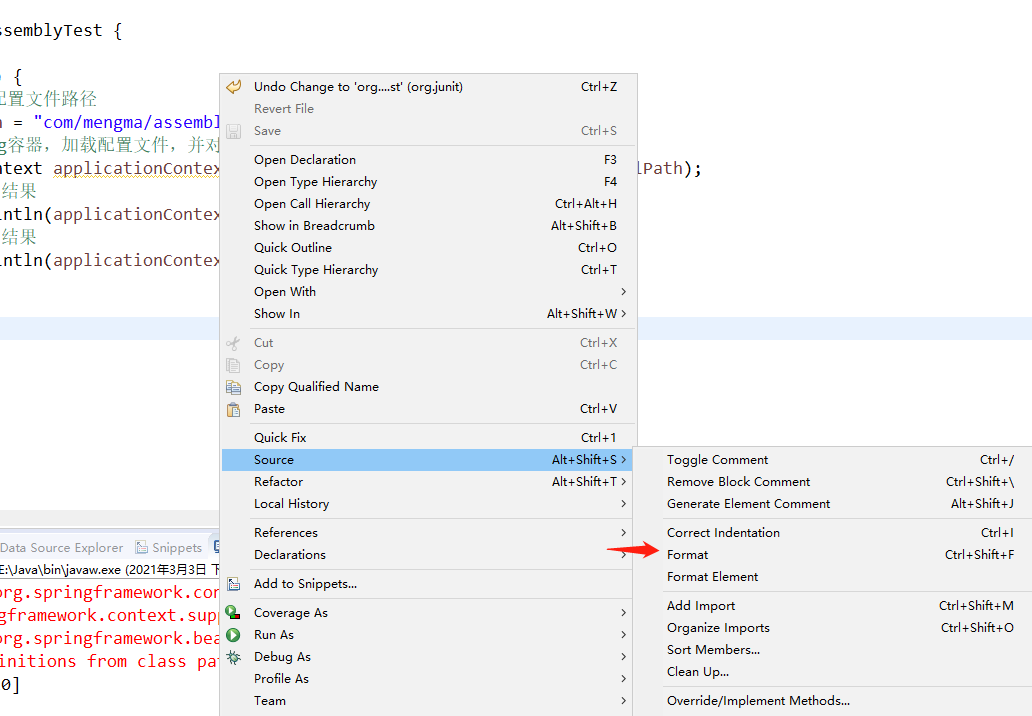 ssemblyTest {
{
配置文件路径
= "com/mengma/assembl
g容器，加载配置文件，并对
ntext applicationContex
lPath);
结果
intln(applicationContex
结果
intln(applicationContex
Undo Change to 'org....st' (org.junit) Ctrl+Z
Revert File
Save Ctrl+S
Open Declaration F3
Open Type Hierarchy F4
Open Call Hierarchy Ctrl+Alt+H
Show in Breadcrumb Alt+Shift+B
Quick Outline Ctrl+O
Quick Type Hierarchy Ctrl+T
Open With
Show In Alt+Shift+W
Cut Ctrl+X
Copy Ctrl+C
Copy Qualified Name
Paste Ctrl+V
Quick Fix Ctrl+1
Source Alt+Shift+S
Refactor Alt+Shift+T
Local History
References
Declarations
Add to Snippets...
Coverage As
Run As
Debug As
Profile As
Team
Toggle Comment Ctrl+/
Remove Block Comment Ctrl+Shift+\
Generate Element Comment Alt+Shift+J
Correct Indentation Ctrl+I
Format Ctrl+Shift+F
Format Element
Add Import Ctrl+Shift+M
Organize Imports Ctrl+Shift+O
Sort Members...
Clean Up...
Override/Implement Methods...
Data Source Explorer Snippets
E:\Java\bin\javaw.exe (2021年3月3日 下
org.springframework.con
gframework.context.supp
org.springframework.bea
initions from class pa
0]